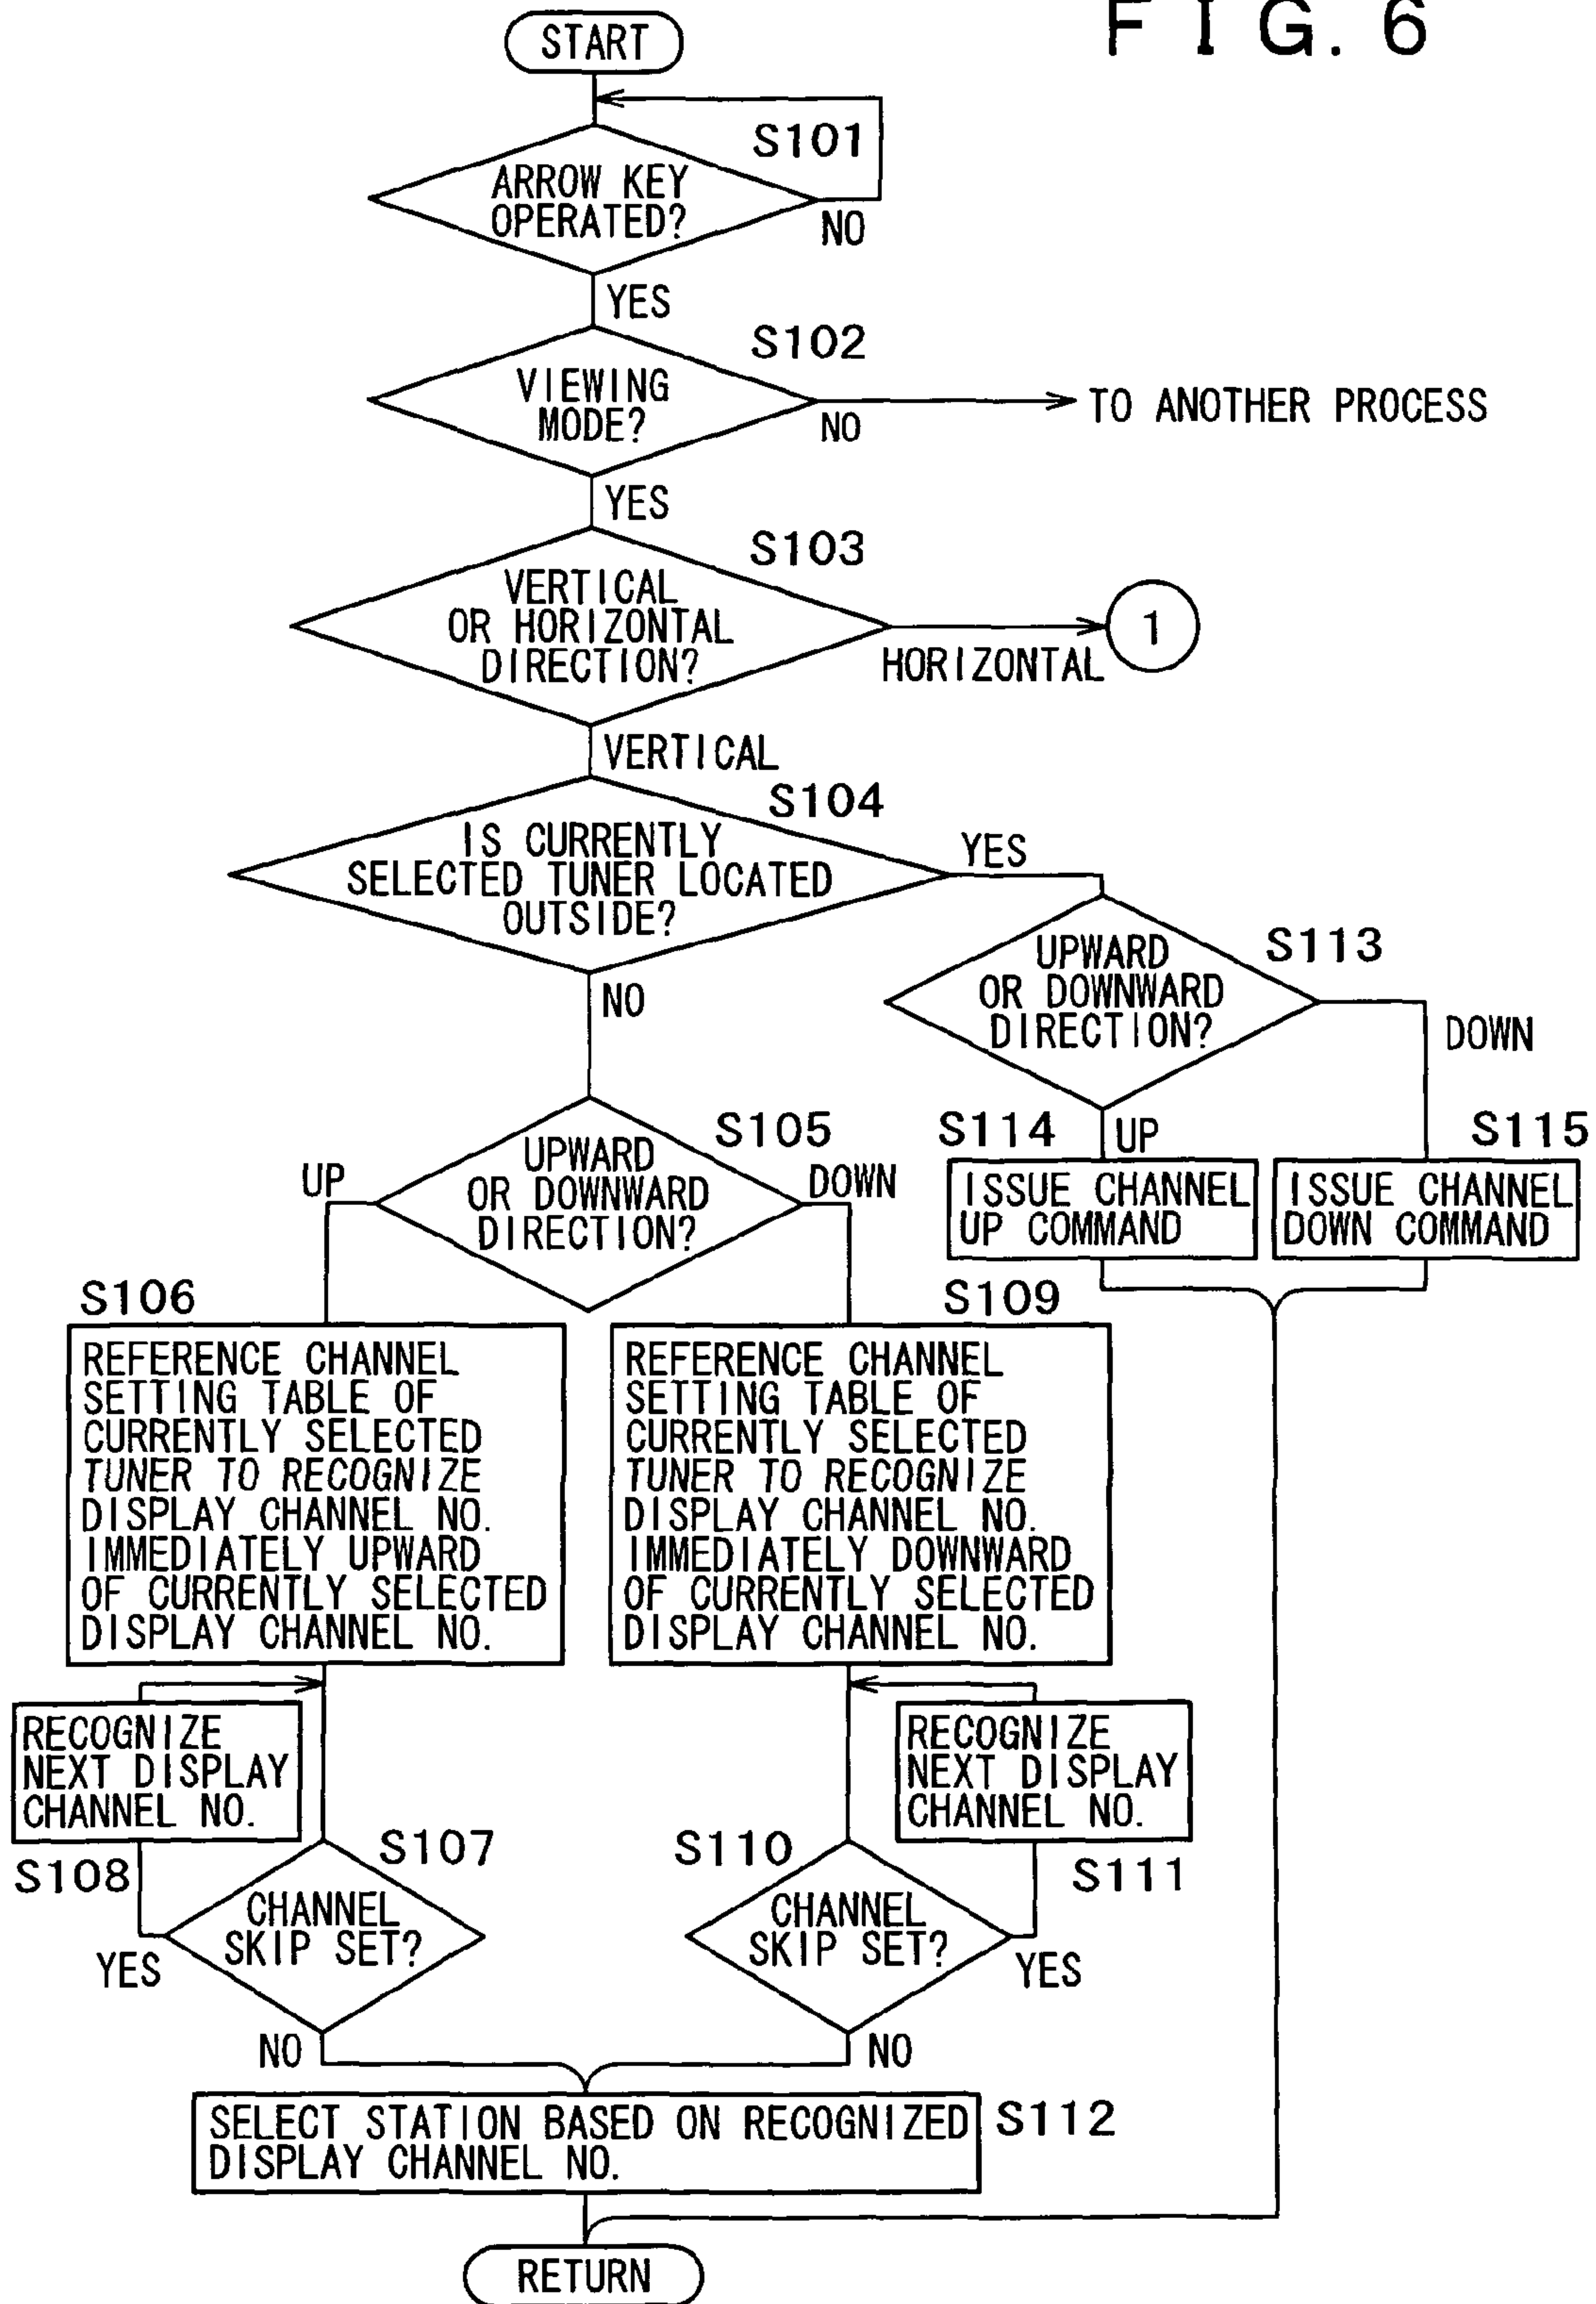 FIG. 6
START
S101
ARROW KEY
OPERATED?
NO
YES
S102
VIEWING
MODE?
NO
TO ANOTHER PROCESS
YES
S103
VERTICAL
OR HORIZONTAL
DIRECTION?
HORIZONTAL
1
VERTICAL
S104
IS CURRENTLY
SELECTED TUNER LOCATED
OUTSIDE?
YES
NO
S113
UPWARD
OR DOWNWARD
DIRECTION?
DOWN
UP
S114
ISSUE CHANNEL
UP COMMAND
S115
ISSUE CHANNEL
DOWN COMMAND
S105
UPWARD
OR DOWNWARD
DIRECTION?
UP
DOWN
S106
REFERENCE CHANNEL
SETTING TABLE OF
CURRENTLY SELECTED
TUNER TO RECOGNIZE
DISPLAY CHANNEL NO.
IMMEDIATELY UPWARD
OF CURRENTLY SELECTED
DISPLAY CHANNEL NO.
S109
REFERENCE CHANNEL
SETTING TABLE OF
CURRENTLY SELECTED
TUNER TO RECOGNIZE
DISPLAY CHANNEL NO.
IMMEDIATELY DOWNWARD
OF CURRENTLY SELECTED
DISPLAY CHANNEL NO.
RECOGNIZE
NEXT DISPLAY
CHANNEL NO.
S108
S107
CHANNEL
SKIP SET?
YES
NO
RECOGNIZE
NEXT DISPLAY
CHANNEL NO.
S111
S110
CHANNEL
SKIP SET?
YES
NO
SELECT STATION BASED ON RECOGNIZED
DISPLAY CHANNEL NO.
S112
RETURN